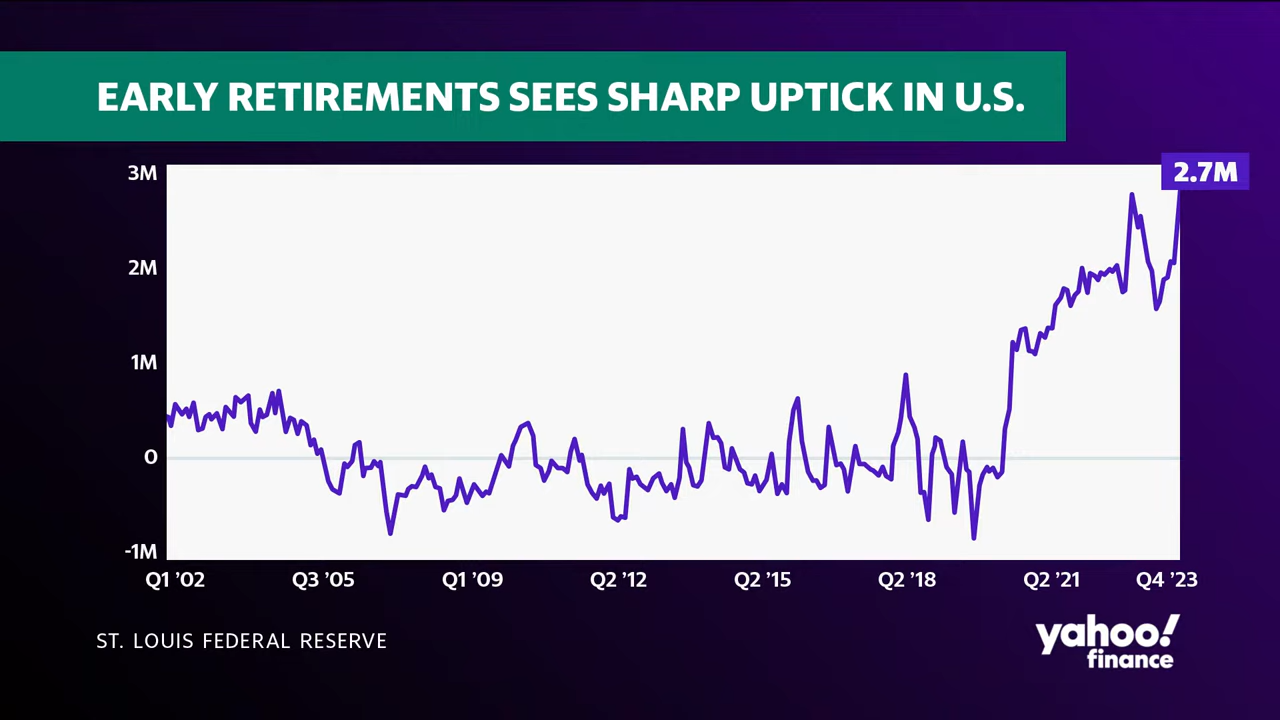 EARLY RETIREMENTS SEES SHARP UPTICK IN U.S.
2.7M
3M
2M
1M
0
-1M
Q1 ’02 Q3 ’05 Q1 ’09 Q2 ’12 Q2 ’15 Q2 ’18 Q2 ’21 Q4 ’23
ST. LOUIS FEDERAL RESERVE
yahoo!
finance